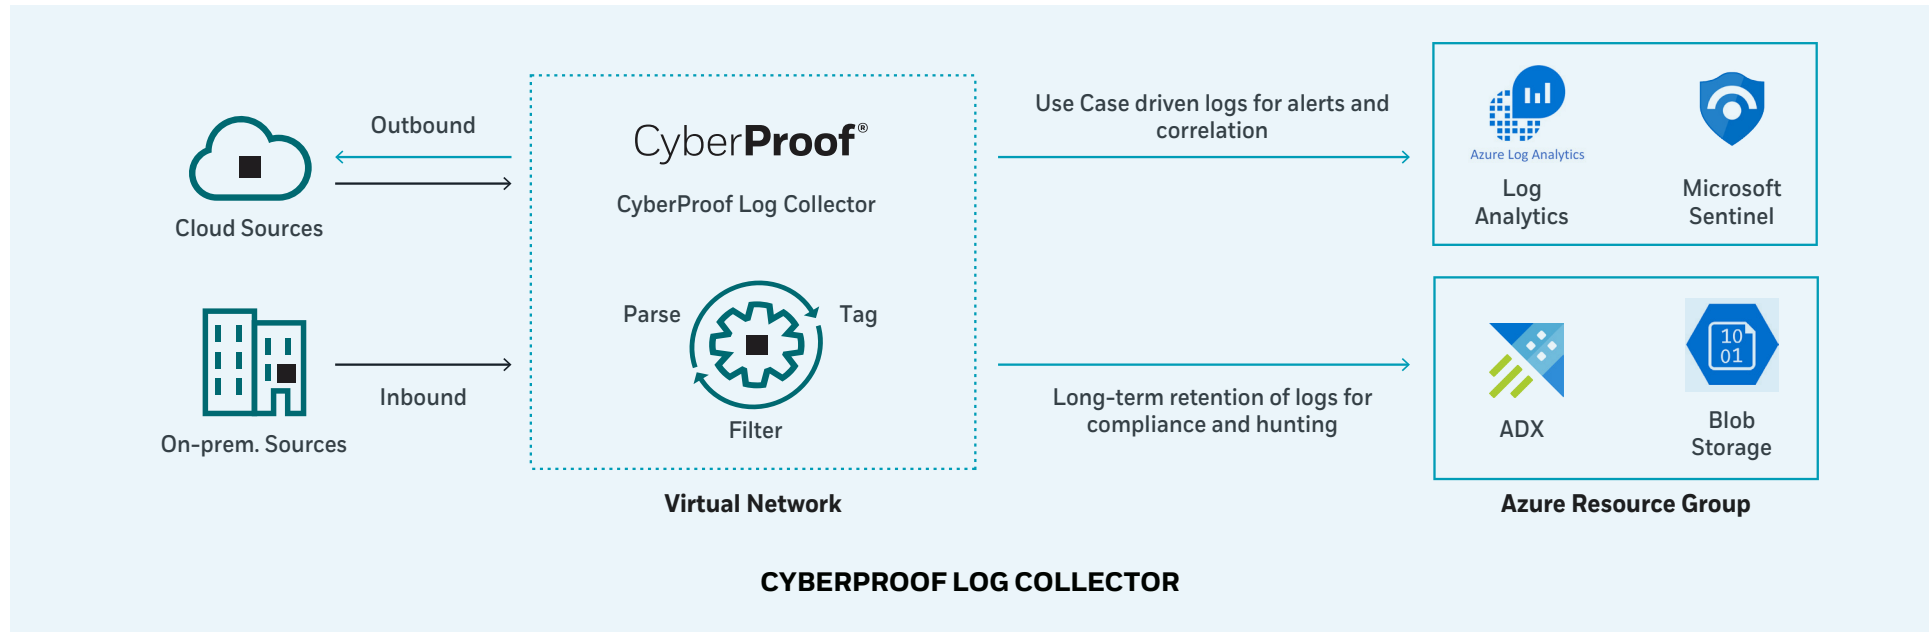 Outbound
Cloud Sources
Inbound
On-prem. Sources
CyberProof®
CyberProof Log Collector
Parse
Tag
Filter
Virtual Network
Use Case driven logs for alerts and
correlation
Long-term retention of logs for
compliance and hunting
Azure Log Analytics
Log
Analytics
Microsoft
Sentinel
ADX
10
01
Blob
Storage
Azure Resource Group
CYBERPROOF LOG COLLECTOR